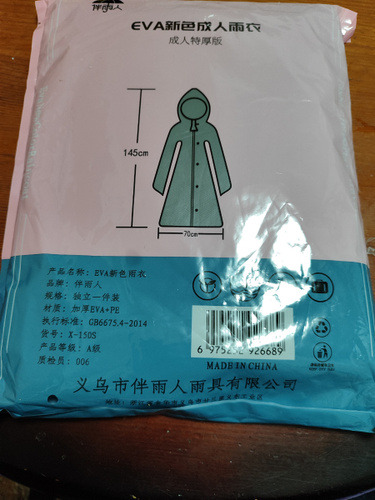 伴雨人
EVA新色成人雨衣
成人特厚版
145cm
70cm
产品名称：EVA新色雨衣
品牌：伴雨人
规格：独立一件装
材质：加厚EVA+PE
执行标准：GB6675.4-2014
货号：X-150S
产品等级：A级
质检员：006
MADE IN CHINA
义乌市伴雨人雨具有限公司
地址：